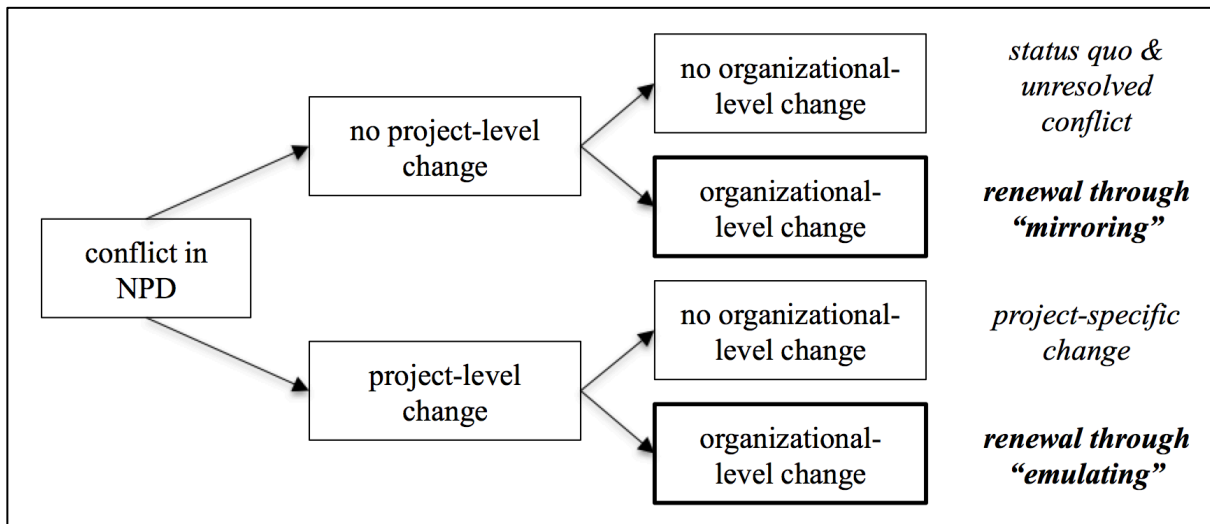 conflict in
NPD
no project-level
change
project-level
change
no organizational-
level change
status quo &
unresolved
conflict
organizational-
level change
renewal through
“mirroring”
no organizational-
level change
project-specific
change
organizational-
level change
renewal through
“emulating”